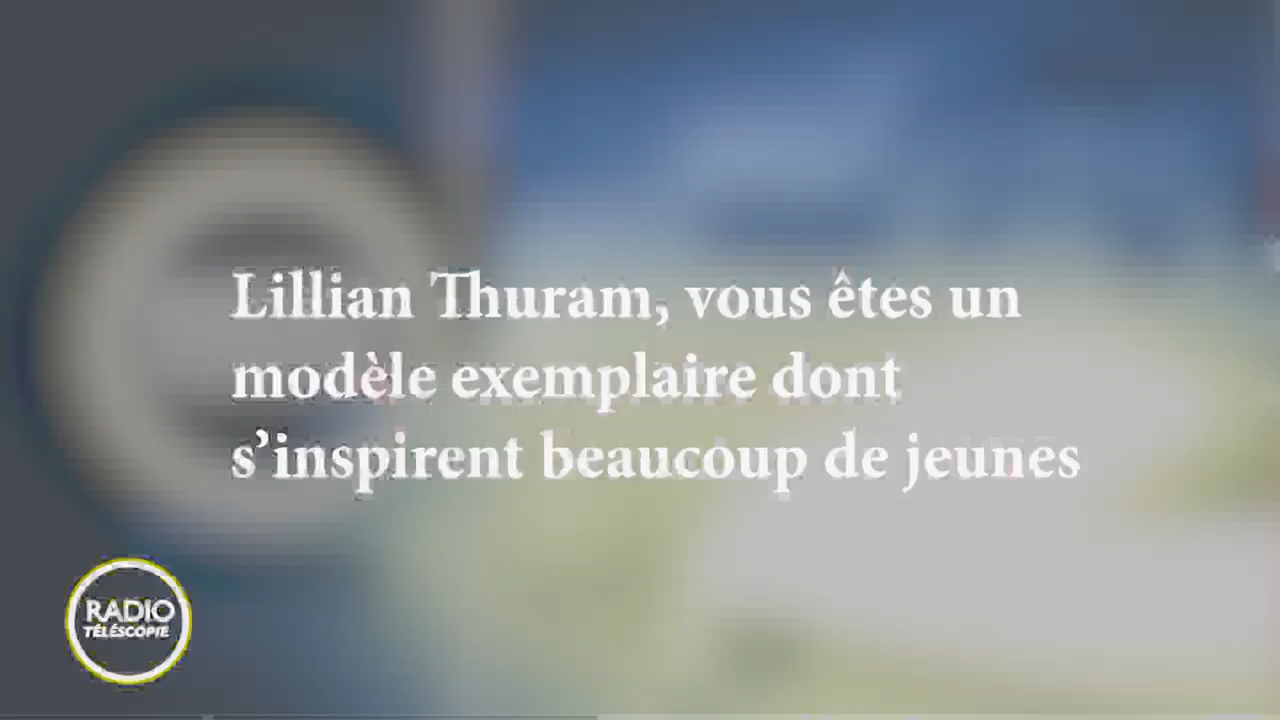 Lillian Thuram, vous êtes un
modèle exemplaire dont
s’inspirent beaucoup de jeunes
RADIO
TÉLÉSCOPIE